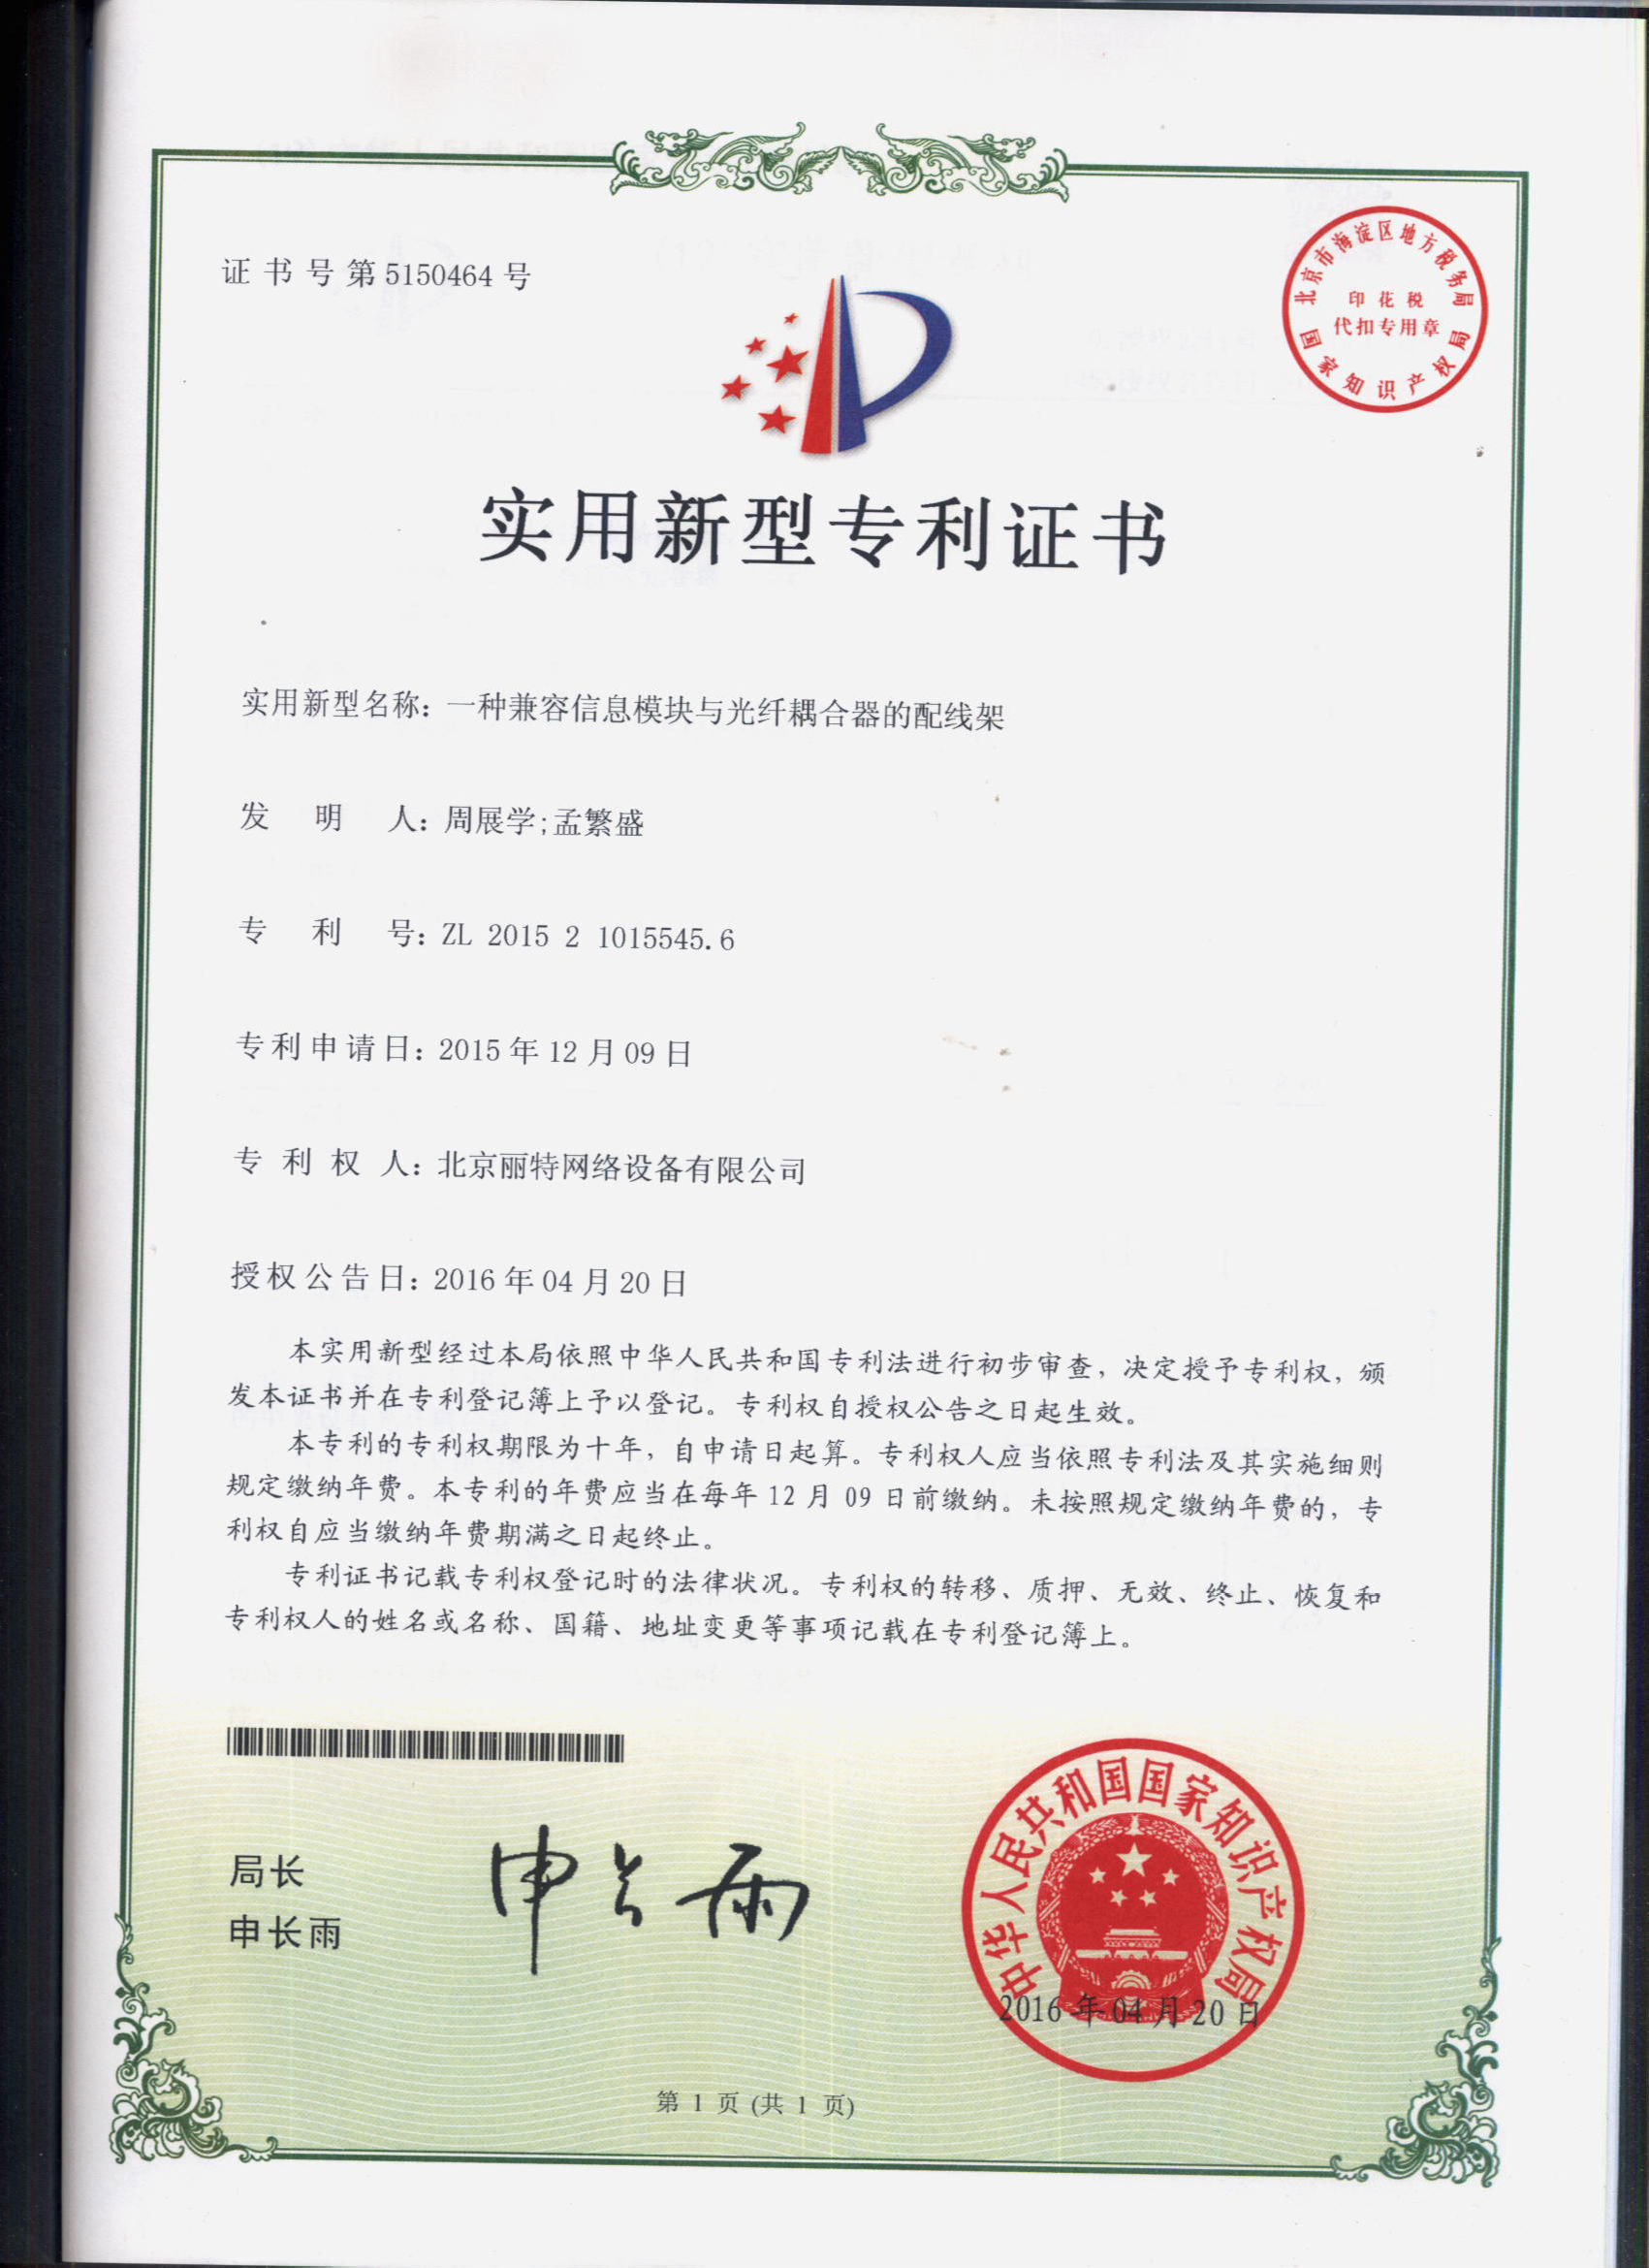 证书号第5150464号
北京市海淀区地方税务局
印花税
代扣专用章
国家知识产权局
实用新型专利证书
实用新型名称：一种兼容信息模块与光纤耦合器的配线架
发明人：周展学;孟繁盛
专利号：ZL 2015 2 1015545.6
专利申请日：2015年12月09日
专利权人：北京丽特网络设备有限公司
授权公告日：2016年04月20日
本实用新型经过本局依照中华人民共和国专利法进行初步审查，决定授予专利权，颁
发本证书并在专利登记簿上予以登记。专利权自授权公告之日起生效。
本专利的专利权期限为十年，自申请日起算。专利权人应当依照专利法及其实施细则
规定缴纳年费。本专利的年费应当在每年12月09日前缴纳。未按照规定缴纳年费的，专
利权自应当缴纳年费期满之日起终止。
专利证书记载专利权登记时的法律状况。专利权的转移、质押、无效、终止、恢复和
专利权人的姓名或名称、国籍、地址变更等事项记载在专利登记簿上。
局长
申长雨
申长雨
中华人民共和国国家知识产权局
2016年04月20日
第 1 页 (共 1 页)